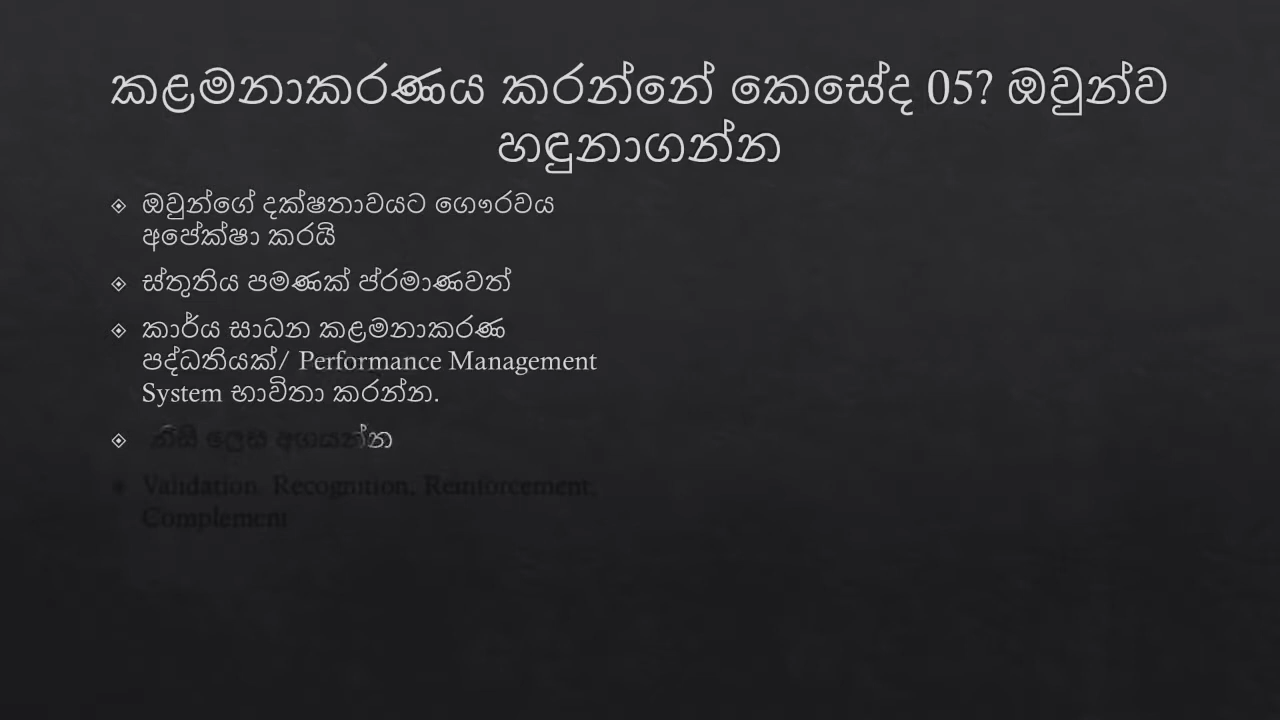 කළමනාකරණය කරන්නේ කෙසේද 05? ඔවුන්ව
හඳුනාගන්න
ඔවුන්ගේ දක්ෂතාවයට ගෞරවය
අපේක්ෂා කරයි
ස්තුතිය පමණක් ප්රමාණවත්
කාර්ය සාධන කළමනාකරණ
පද්ධතියක්/ Performance Management
System භාවිතා කරන්න.
නිසි ලෙස අගයන්න
Validation, Recognition, Reinforcement,
Complement